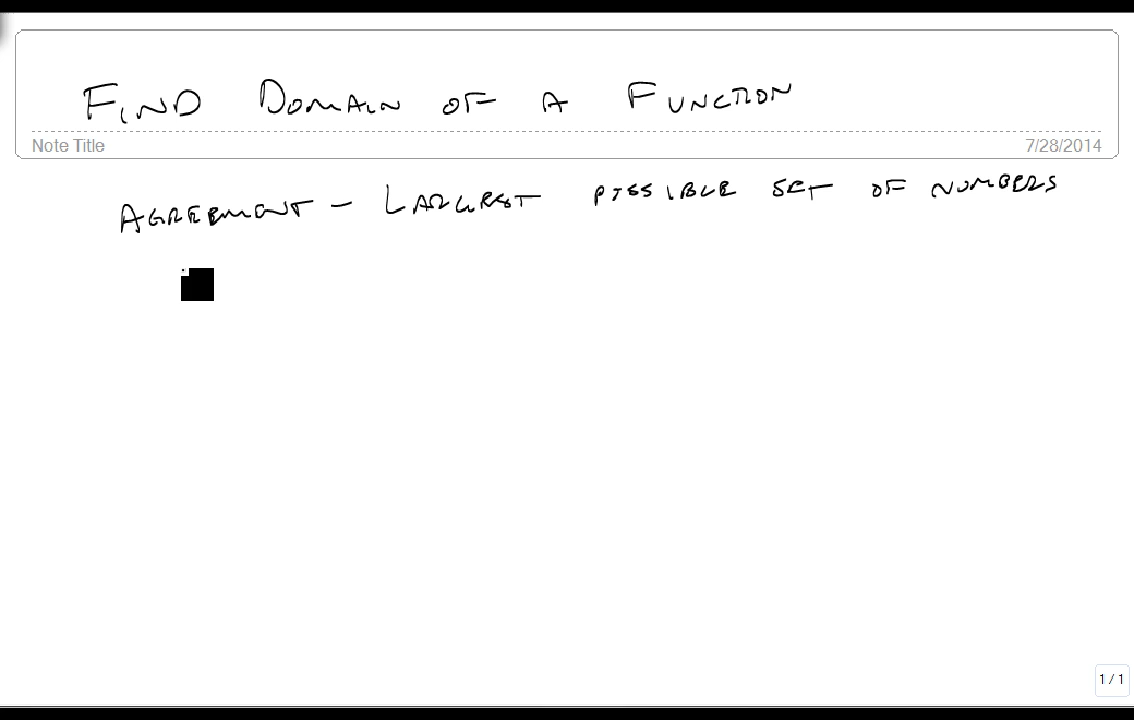 FIND DOMAIN OF A FUNCTION
Note Title
7/28/2014
AGREEMENT - LARGEST POSSIBLE SET OF NUMBERS
1 / 1